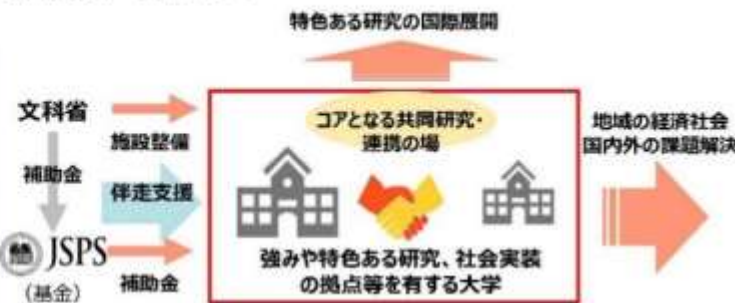 特色ある研究の国際展開
文科省
施設整備
補助金
伴走支援
JSPS
(基金)
補助金
コアとなる共同研究・
連携の場
強みや特色ある研究、社会実装
の拠点等を有する大学
地域の経済社会
国内外の課題解決